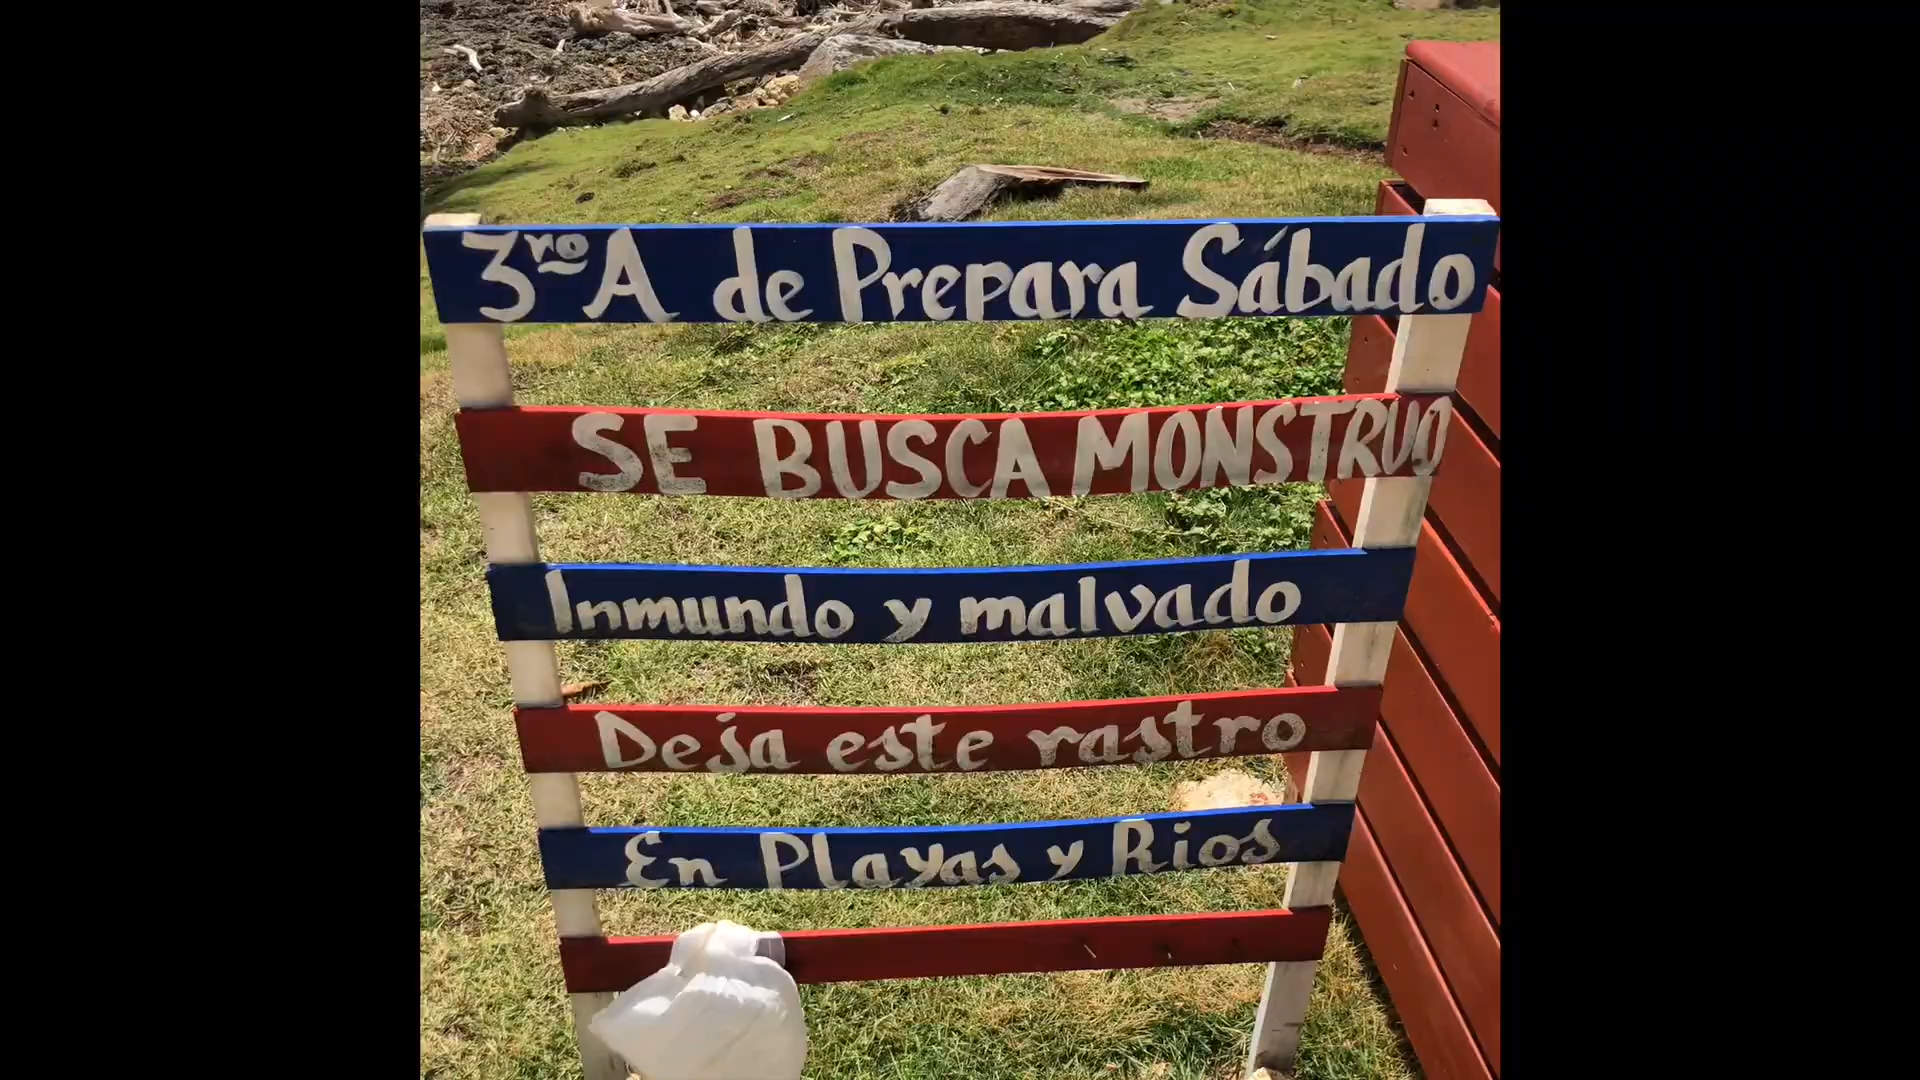 3ro A de Prepara Sábado
SE BUSCA MONSTRUO
Inmundo y malvado
Deja este rastro
En Playas y Rios